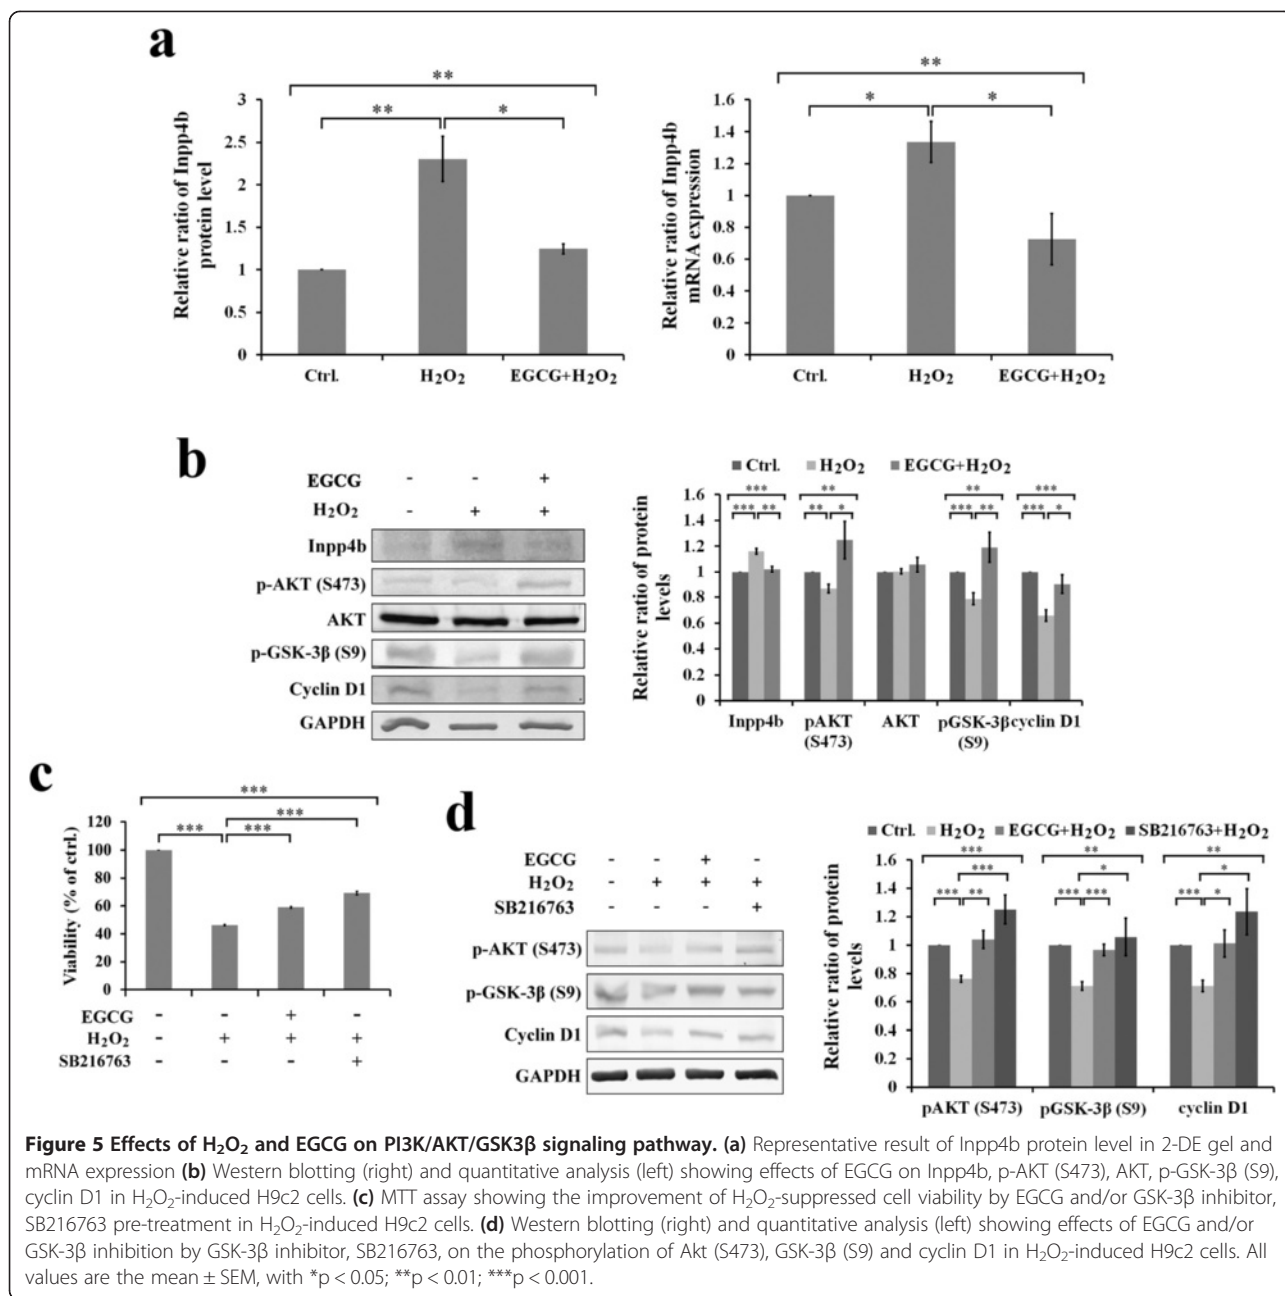 a
**
**
*
3
2.5
2
1.5
1
0.5
0
Relative ratio of Inpp4b
protein level
Ctrl.
H2O2
EGCG+H2O2
**
*
*
1.6
1.4
1.2
1
0.8
0.6
0.4
0.2
0
Relative ratio of Inpp4b
mRNA expression
Ctrl.
H2O2
EGCG+H2O2
b
EGCG - - +
H2O2 - + +
Inpp4b
p-AKT (S473)
AKT
p-GSK-3β (S9)
Cyclin D1
GAPDH
Ctrl. H2O2 EGCG+H2O2
*** ** ** ***
*** ** ** * *** ** *** *
1.6
1.4
1.2
1
0.8
0.6
0.4
0.2
0
Relative ratio of protein
levels
Inpp4b pAKT AKT pGSK-3β cyclin D1
(S473) (S9)
c
***
***
*** ***
120
100
80
60
40
20
0
Viability (% of ctrl.)
EGCG - - + -
H2O2 - + + +
SB216763 - - - +
d
EGCG - - + -
H2O2 - + + +
SB216763 - - - +
p-AKT (S473)
p-GSK-3β (S9)
Cyclin D1
GAPDH
Ctrl. H2O2 EGCG+H2O2 SB216763+H2O2
*** ** **
*** * *
*** ** *** *** *** *
1.6
1.4
1.2
1
0.8
0.6
0.4
0.2
0
Relative ratio of protein
levels
pAKT (S473) pGSK-3β (S9) cyclin D1
Figure 5 Effects of H2O2 and EGCG on PI3K/AKT/GSK3β signaling pathway. (a) Representative result of Inpp4b protein level in 2-DE gel and
mRNA expression (b) Western blotting (right) and quantitative analysis (left) showing effects of EGCG on Inpp4b, p-AKT (S473), AKT, p-GSK-3β (S9),
cyclin D1 in H2O2-induced H9c2 cells. (c) MTT assay showing the improvement of H2O2-suppressed cell viability by EGCG and/or GSK-3β inhibitor,
SB216763 pre-treatment in H2O2-induced H9c2 cells. (d) Western blotting (right) and quantitative analysis (left) showing effects of EGCG and/or
GSK-3β inhibition by GSK-3β inhibitor, SB216763, on the phosphorylation of Akt (S473), GSK-3β (S9) and cyclin D1 in H2O2-induced H9c2 cells. All
values are the mean ± SEM, with *p < 0.05; **p < 0.01; ***p < 0.001.